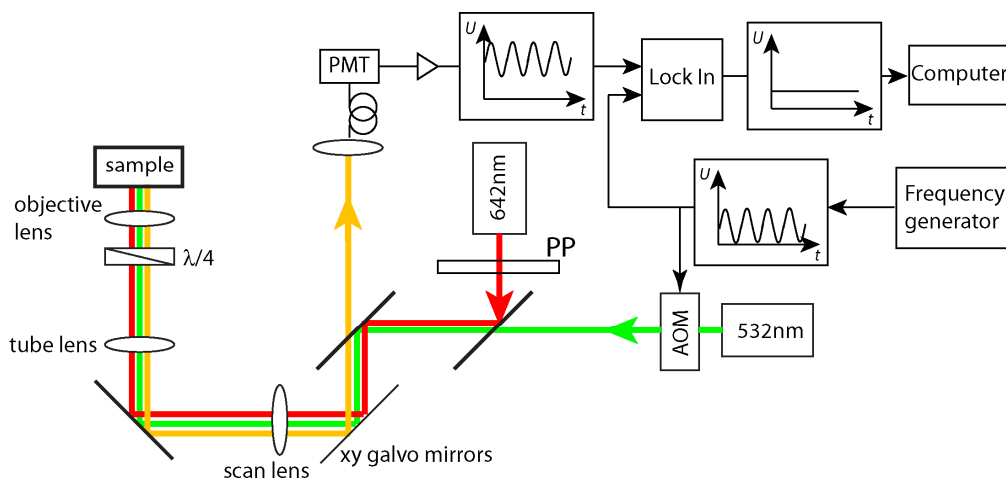 PMT
U
t
Lock In
U
t
Computer
sample
objective
lens
λ/4
tube lens
642nm
PP
U
t
Frequency
generator
AOM
532nm
scan lens
xy galvo mirrors